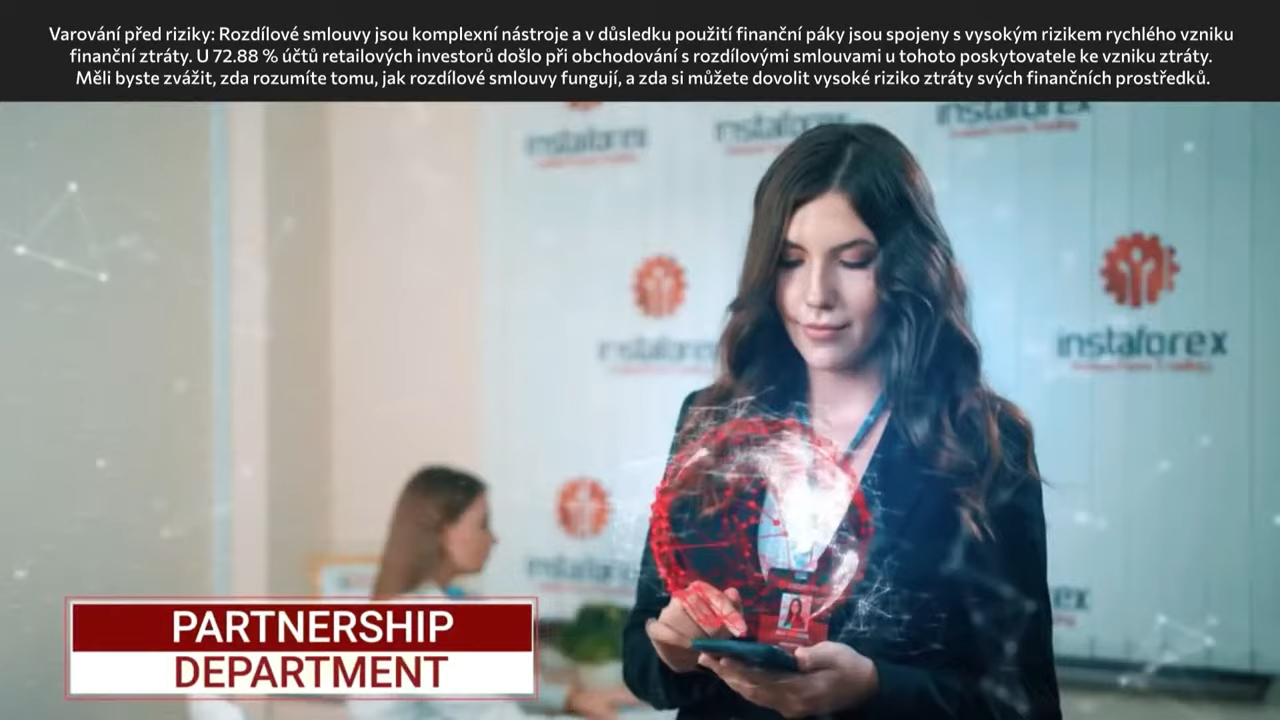 Varování před riziky: Rozdílové smlouvy jsou komplexní nástroje a v důsledku použití finanční páky jsou spojeny s vysokým rizikem rychlého vzniku
finanční ztráty. U 72.88 % účtů retailových investorů došlo při obchodování s rozdílovými smlouvami u tohoto poskytovatele ke vzniku ztráty.
Měli byste zvážit, zda rozumíte tomu, jak rozdílové smlouvy fungují, a zda si můžete dovolit vysoké riziko ztráty svých finančních prostředků.
instaforex
instaforex
instaforex
instaforex
instaforex
instaforex
PARTNERSHIP
DEPARTMENT